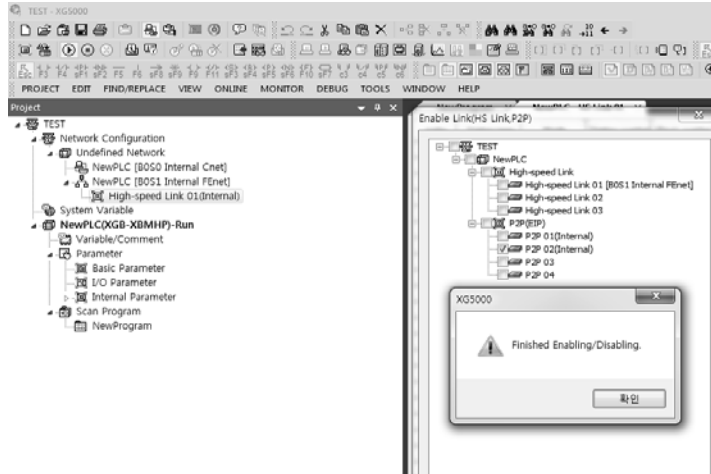 TEST - XG5000
PROJECT EDIT FIND/REPLACE VIEW ONLINE MONITOR DEBUG TOOLS WINDOW HELP
Project
TEST
Network Configuration
Undefined Network
NewPLC [B0S0 Internal Cnet]
NewPLC [B0S1 Internal FEnet]
High-speed Link 01(Internal)
System Variable
NewPLC(XGB-XBMHP)-Run
Variable/Comment
Parameter
Basic Parameter
I/O Parameter
Internal Parameter
Scan Program
NewProgram
Enable Link(HS Link,P2P)
TEST
NewPLC
High-speed Link
High-speed Link 01 [B0S1 Internal FEnet]
High-speed Link 02
High-speed Link 03
P2P(EIP)
P2P 01(Internal)
P2P 02(Internal)
P2P 03
P2P 04
XG5000
Finished Enabling/Disabling.
확인